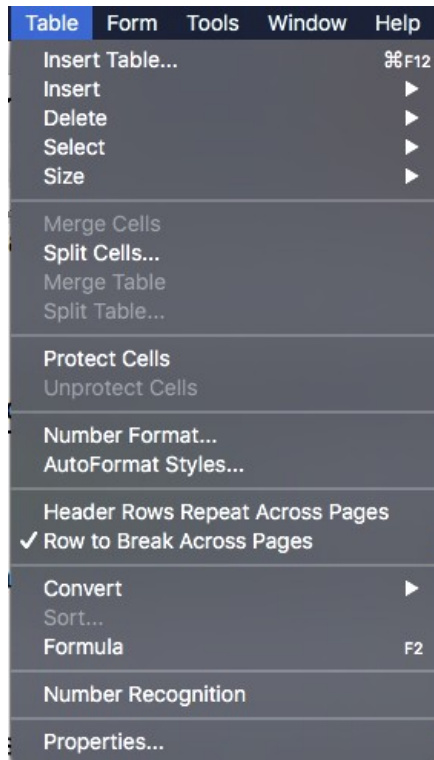 Table Form Tools Window Help
Insert Table... ⌘F12
Insert ▶
Delete ▶
Select ▶
Size ▶
Merge Cells
Split Cells...
Merge Table
Split Table...
Protect Cells
Unprotect Cells
Number Format...
AutoFormat Styles...
Header Rows Repeat Across Pages
✓ Row to Break Across Pages
Convert ▶
Sort...
Formula F2
Number Recognition
Properties...